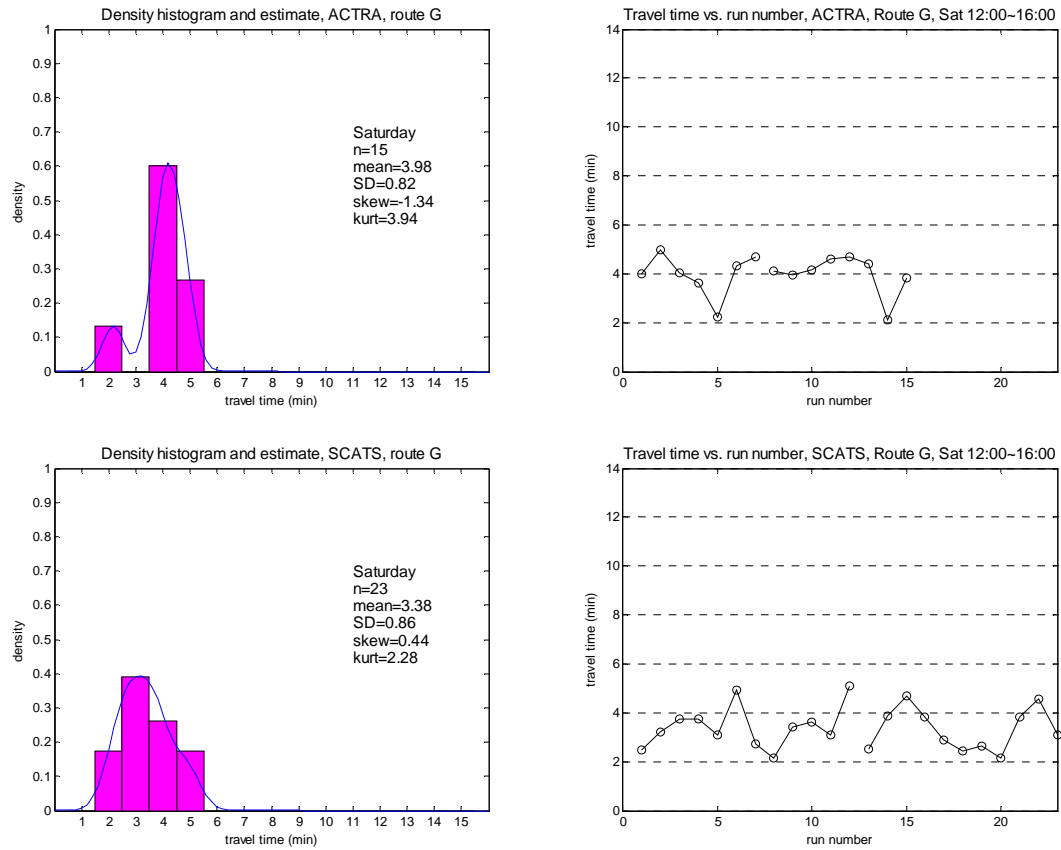 Density histogram and estimate, ACTRA, route G
1
0.9
0.8
0.7
0.6
0.5
0.4
0.3
0.2
0.1
0
density
Saturday
n=15
mean=3.98
SD=0.82
skew=-1.34
kurt=3.94
1 2 3 4 5 6 7 8 9 10 11 12 13 14 15
travel time (min)
Travel time vs. run number, ACTRA, Route G, Sat 12:00~16:00
14
12
10
8
6
4
2
0
travel time (min)
0 5 10 15 20
run number
Density histogram and estimate, SCATS, route G
1
0.9
0.8
0.7
0.6
0.5
0.4
0.3
0.2
0.1
0
density
Saturday
n=23
mean=3.38
SD=0.86
skew=0.44
kurt=2.28
1 2 3 4 5 6 7 8 9 10 11 12 13 14 15
travel time (min)
Travel time vs. run number, SCATS, Route G, Sat 12:00~16:00
14
12
10
8
6
4
2
0
travel time (min)
0 5 10 15 20
run number